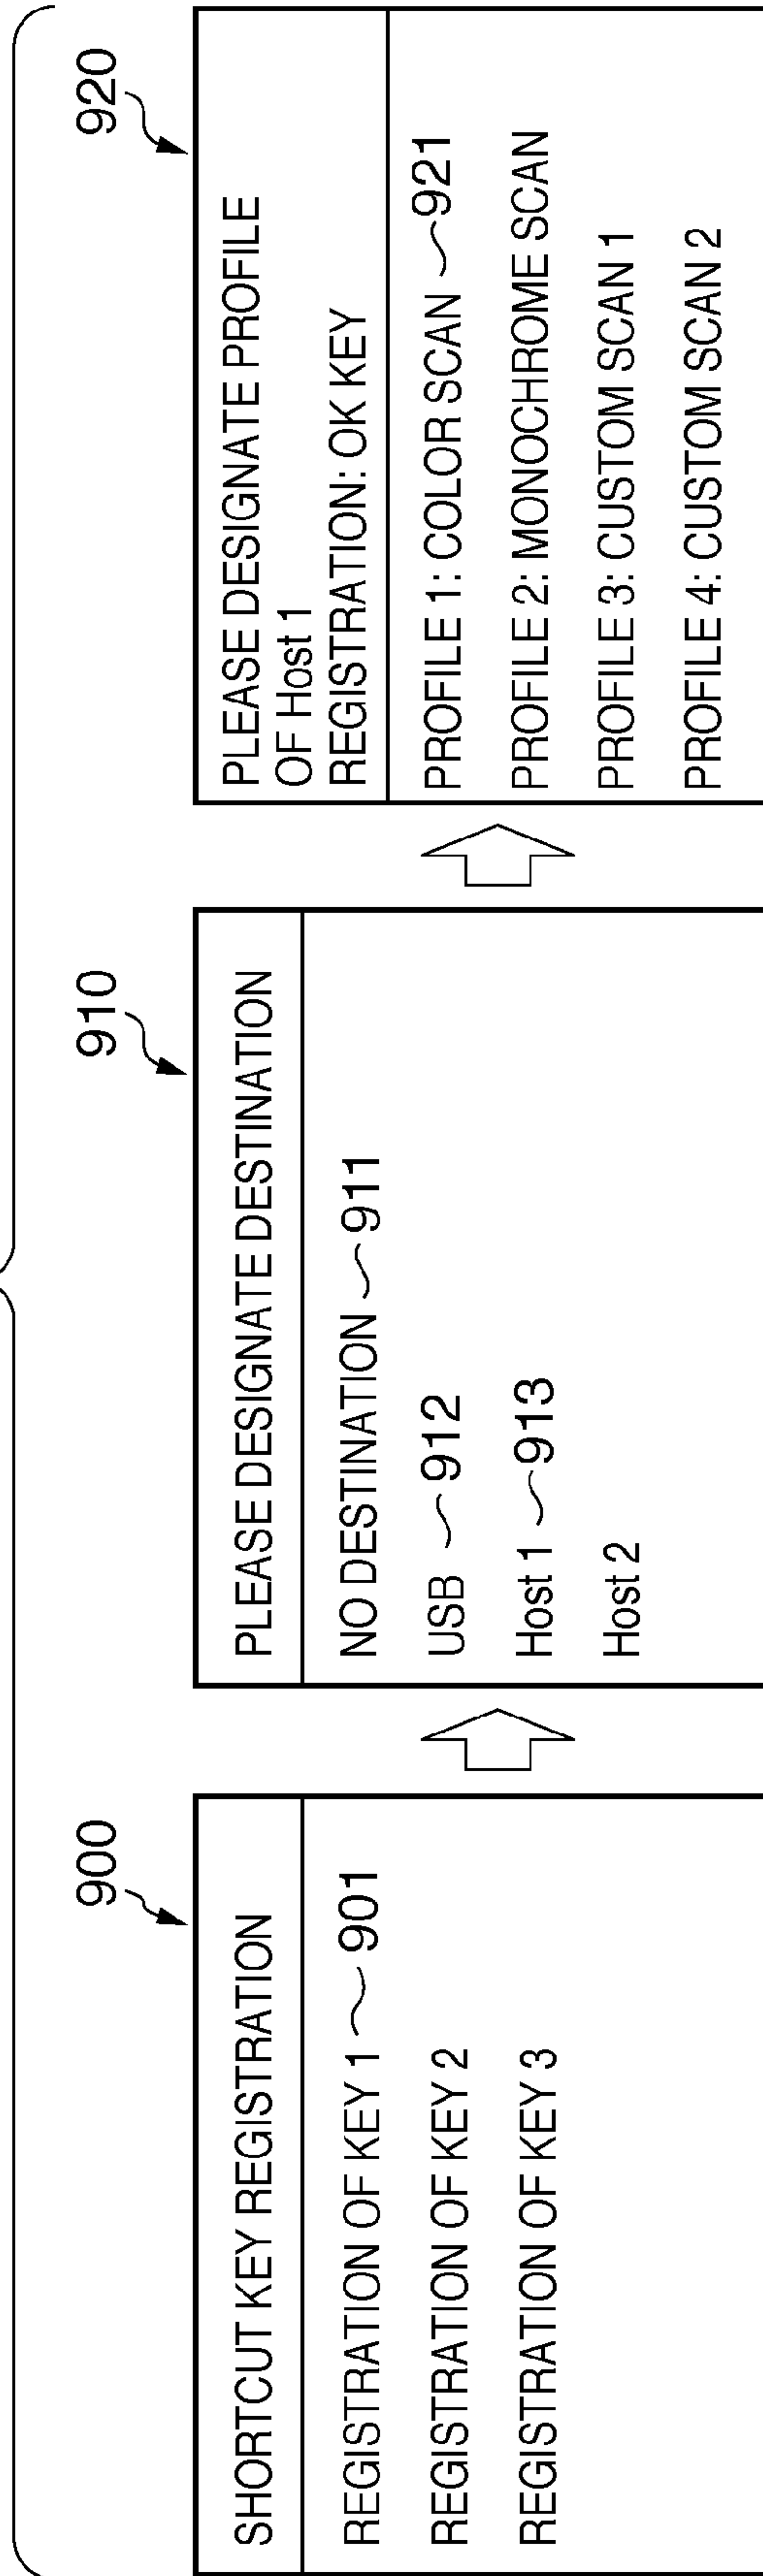 900
SHORTCUT KEY REGISTRATION
REGISTRATION OF KEY 1 ~901
REGISTRATION OF KEY 2
REGISTRATION OF KEY 3
910
PLEASE DESIGNATE DESTINATION
NO DESTINATION ~911
USB ~912
Host 1 ~913
Host 2
920
PLEASE DESIGNATE PROFILE
OF Host 1
REGISTRATION: OK KEY
PROFILE 1: COLOR SCAN ~921
PROFILE 2: MONOCHROME SCAN
PROFILE 3: CUSTOM SCAN 1
PROFILE 4: CUSTOM SCAN 2